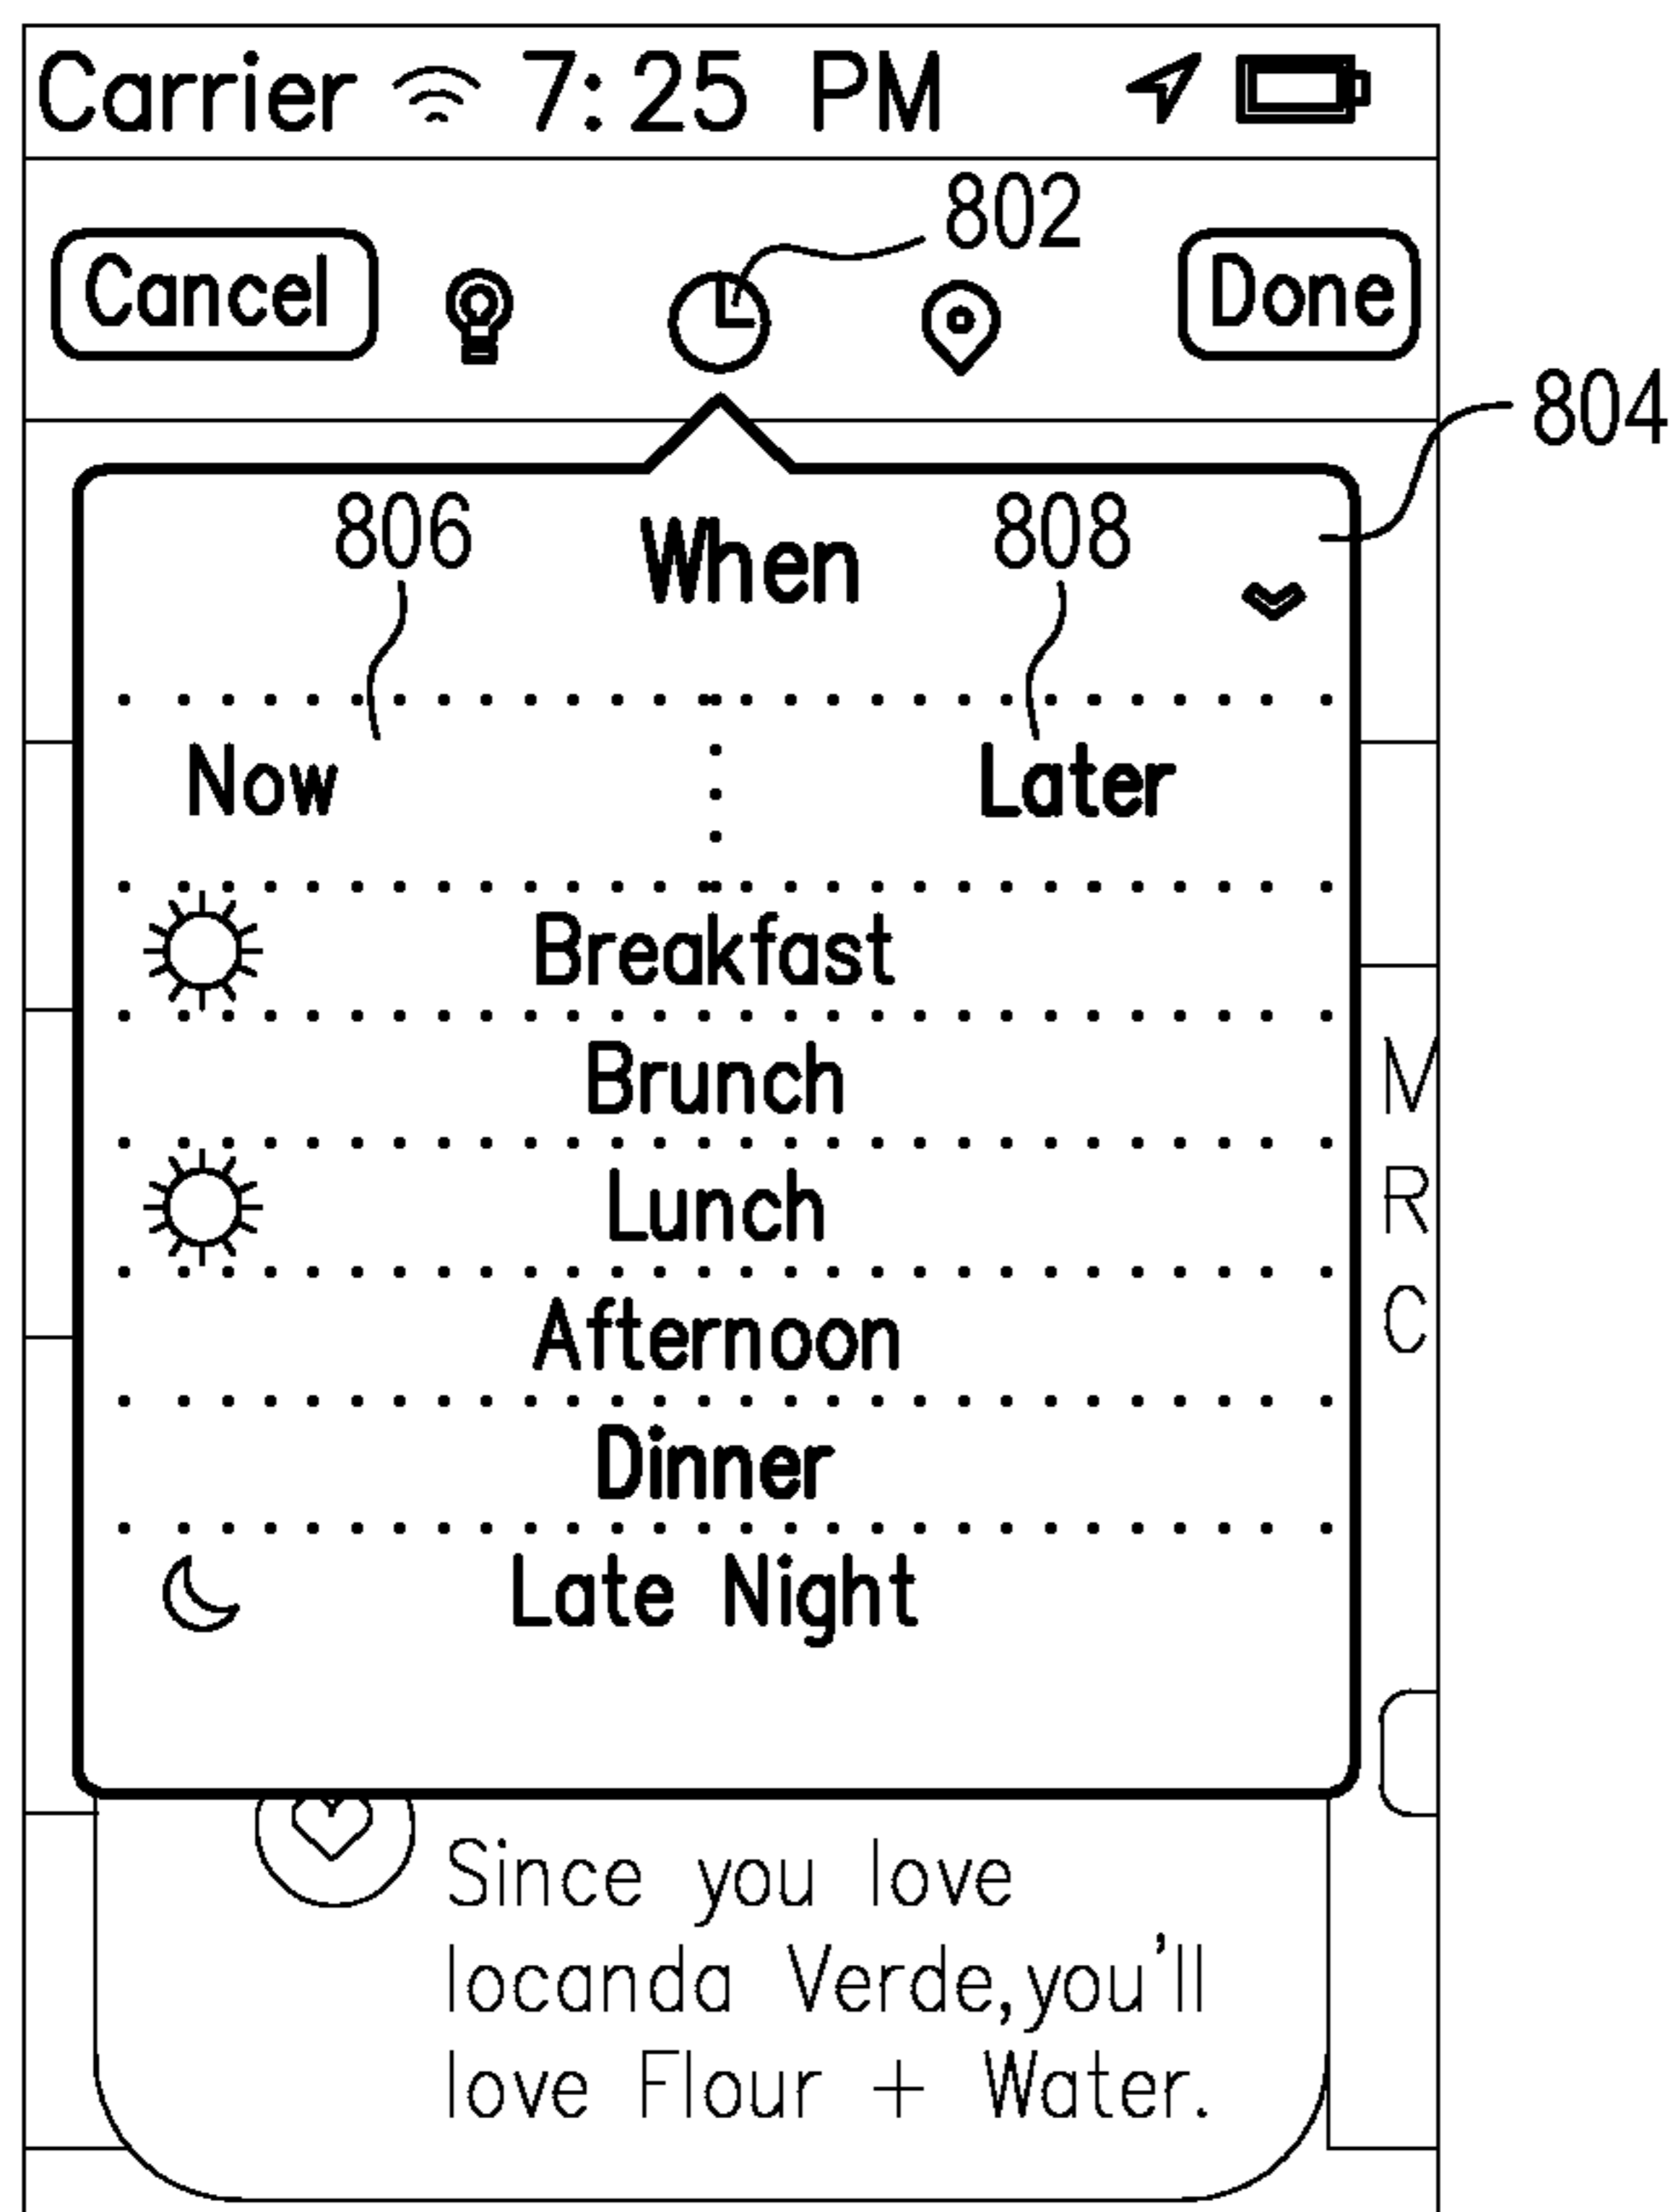 Carrier 7:25 PM
802
Cancel Done
804
806 When 808
Now Later
Breakfast
Brunch
M
Lunch
R
Afternoon
C
Dinner
Late Night
Since you love
locanda Verde,you'll
love Flour + Water.